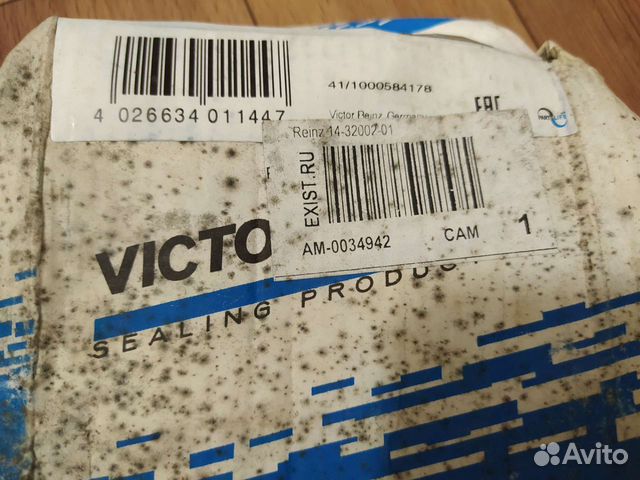 41/1000584178
4 026634 011447
Victor Reinz, Germany
EAC
Reinz 14-32002-01
EXIST.RU
AM-0034942 CAM 1
VICTO
SEALING PRODUC
Avito